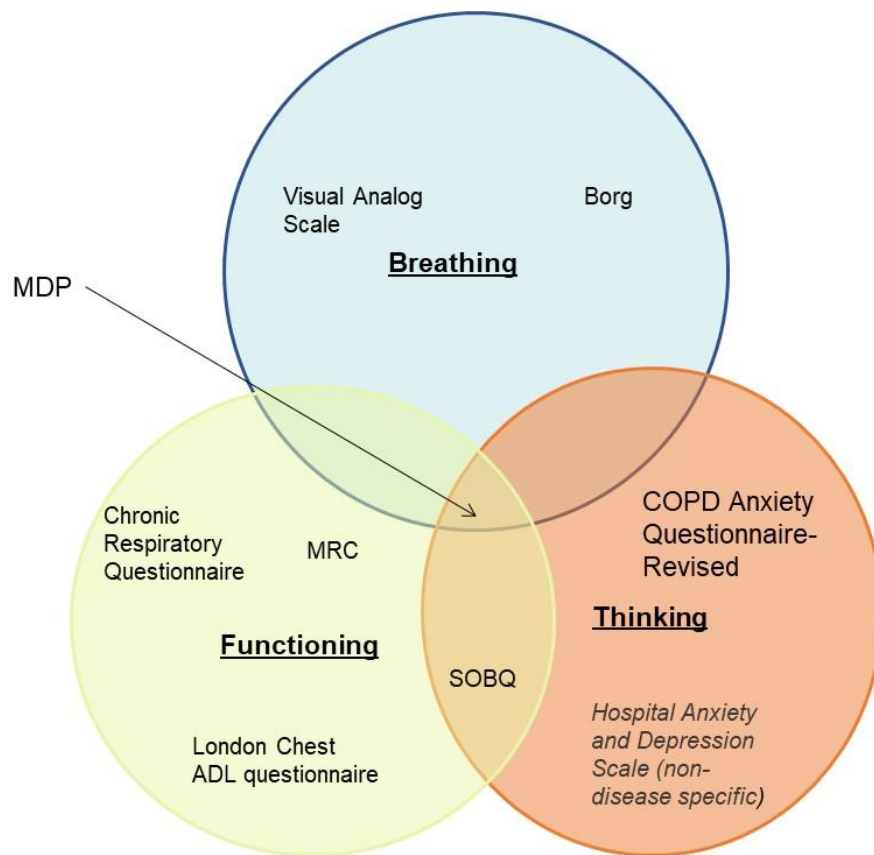 Visual Analog
Scale
Borg
Breathing
MDP
Chronic
Respiratory
Questionnaire
MRC
COPD Anxiety
Questionnaire-
Revised
Functioning
Thinking
SOBQ
London Chest
ADL questionnaire
Hospital Anxiety
and Depression
Scale (non-
disease specific)